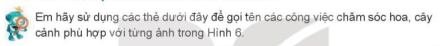 Em hãy sử dụng các thẻ dưới đây để gọi tên các công việc chăm sóc hoa, cây
cảnh phù hợp với từng ảnh trong Hình 6.